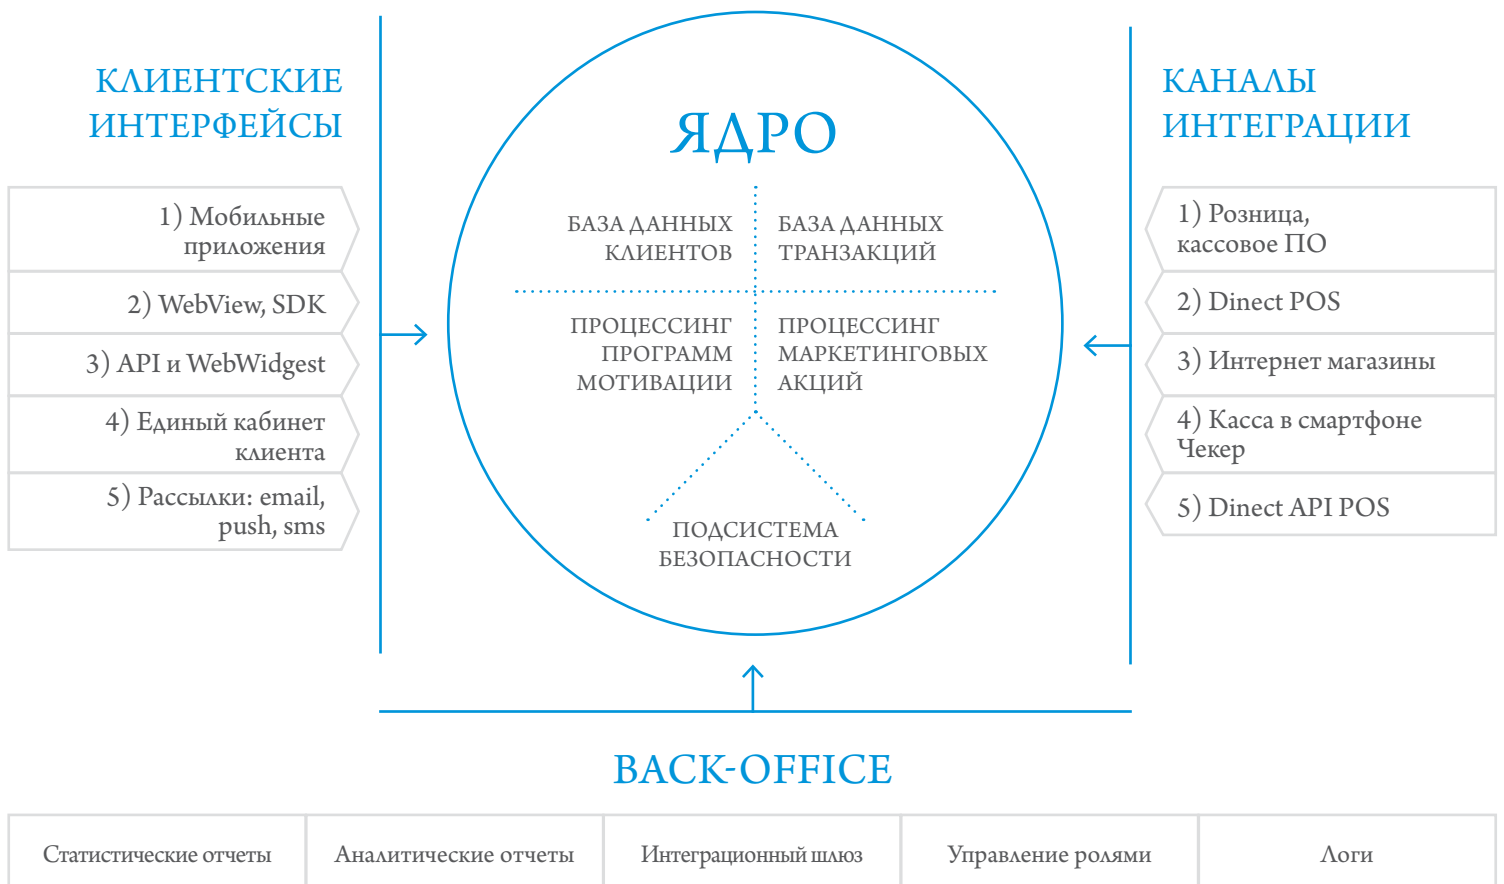 КЛИЕНТСКИЕ
ИНТЕРФЕЙСЫ
1) Мобильные
приложения
2) WebView, SDK
3) API и WebWidgest
4) Единый кабинет
клиента
5) Рассылки: email,
push, sms
ЯДРО
БАЗА ДАННЫХ
КЛИЕНТОВ
БАЗА ДАННЫХ
ТРАНЗАКЦИЙ
ПРОЦЕССИНГ
ПРОГРАММ
МОТИВАЦИИ
ПРОЦЕССИНГ
МАРКЕТИНГОВЫХ
АКЦИЙ
ПОДСИСТЕМА
БЕЗОПАСНОСТИ
КАНАЛЫ
ИНТЕГРАЦИИ
1) Розница,
кассовое ПО
2) Dinect POS
3) Интернет магазины
4) Касса в смартфоне
Чекер
5) Dinect API POS
BACK-OFFICE
Статистические отчеты
Аналитические отчеты
Интеграционный шлюз
Управление ролями
Логи